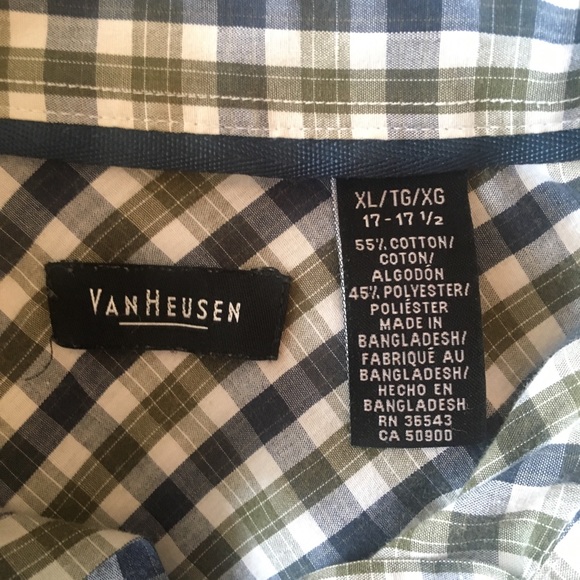 VANHEUSEN
XL/TG/XG
17-17 1/2
55% COTTON/
COTON/
ALGODÓN
45% POLYESTER/
POLIÉSTER
MADE IN
BANGLADESH/
FABRIQUÉ AU
BANGLADESH/
HECHO EN
BANGLADESH
RN 36543
CA 50900